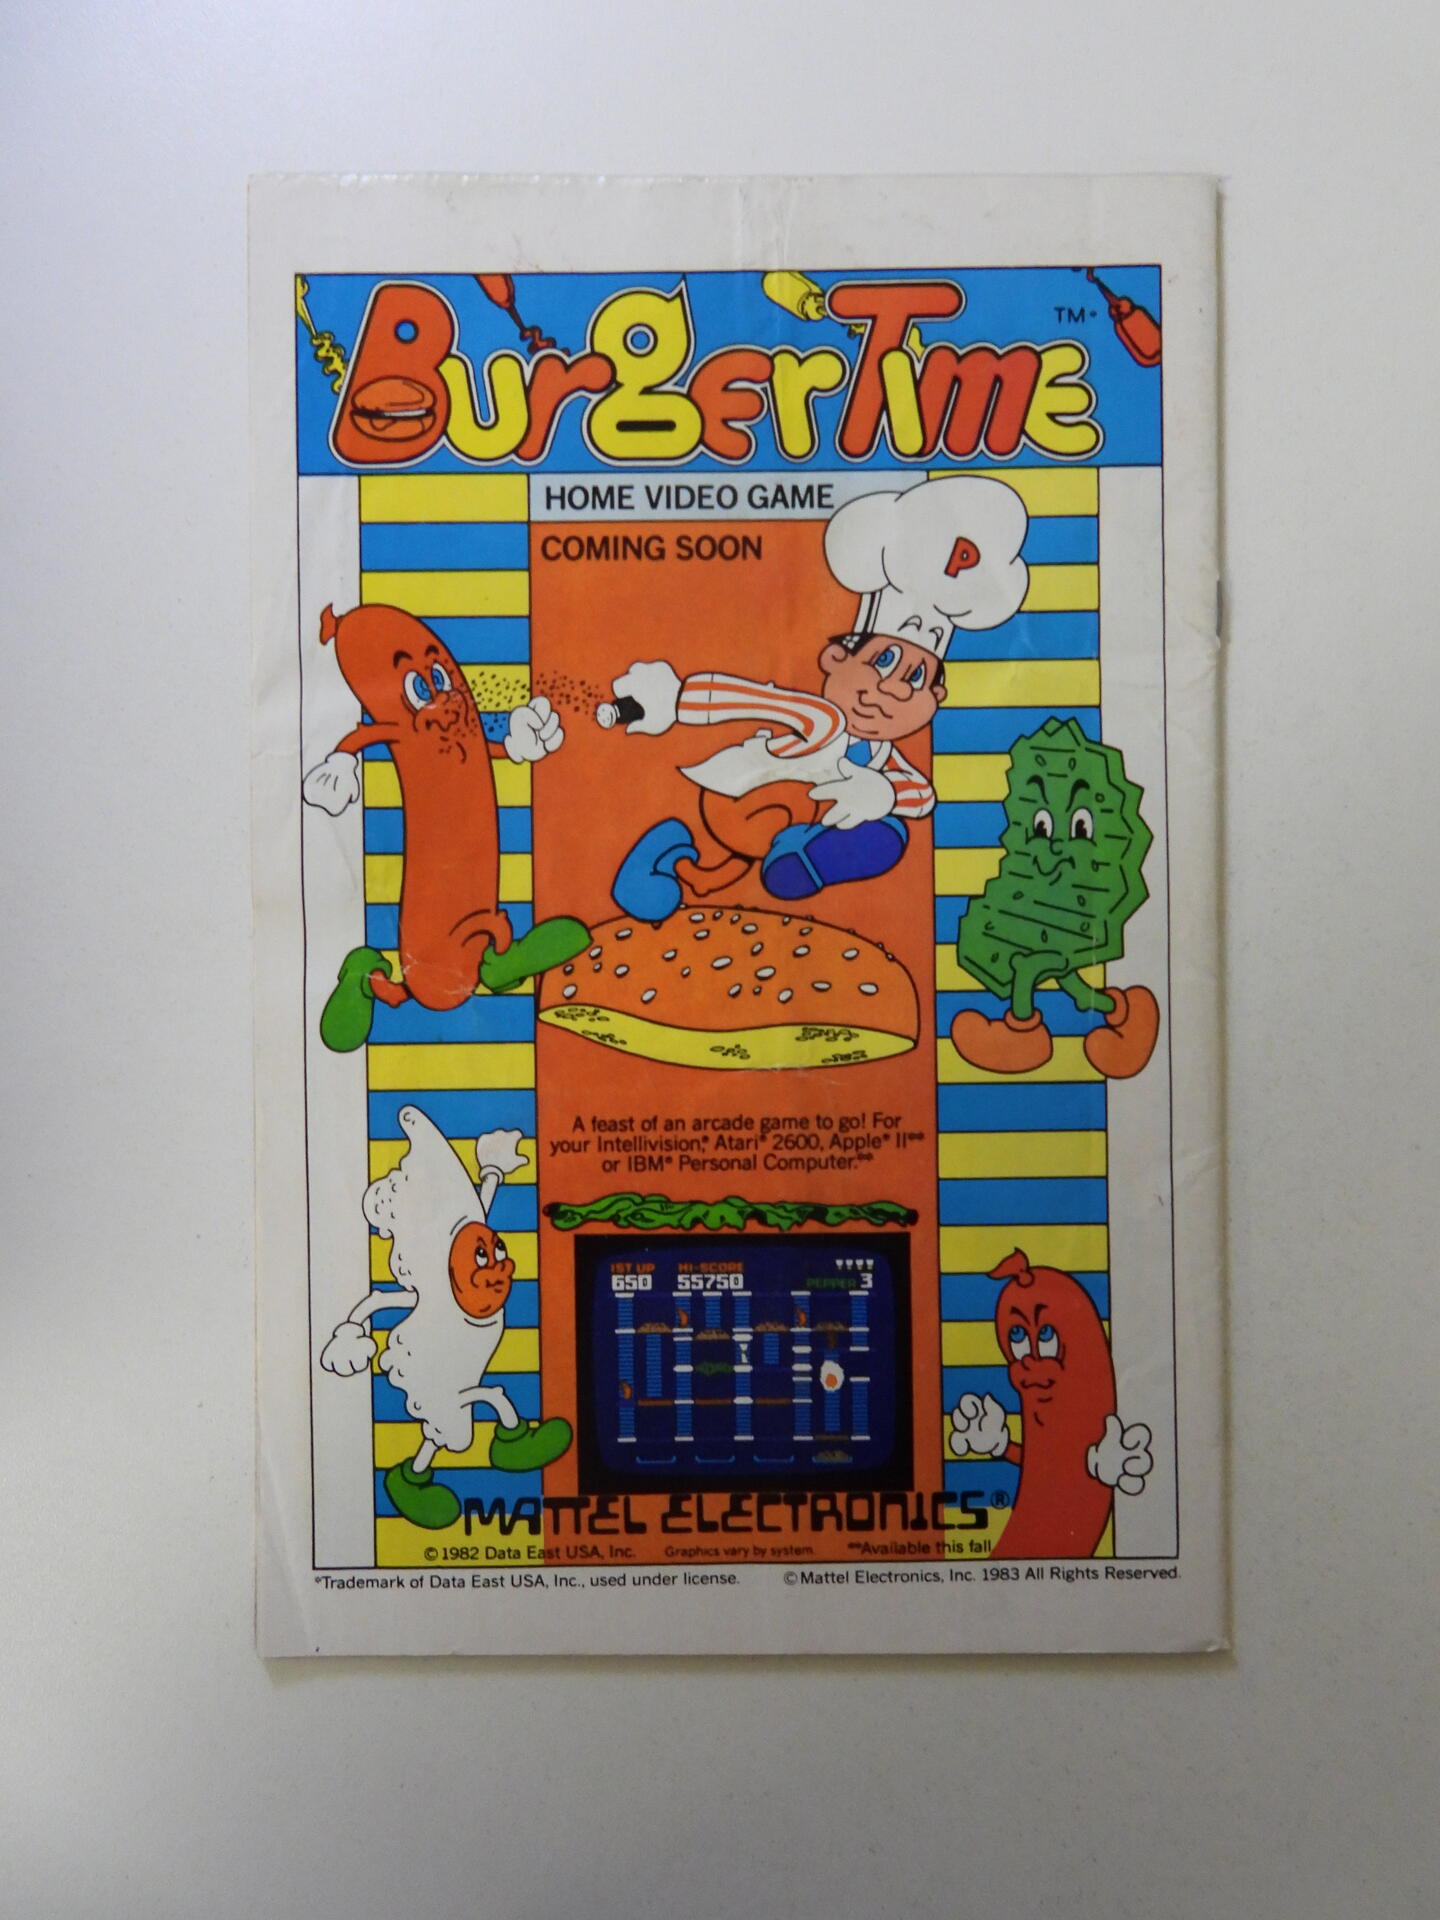 BurgerTime TM*
HOME VIDEO GAME
COMING SOON
P
A feast of an arcade game to go! For
your Intellivision,® Atari® 2600, Apple® II**
or IBM® Personal Computer.**
1ST UP HI-SCORE
650 55750 PEPPER 3
MATTEL ELECTRONICS®
© 1982 Data East USA, Inc. Graphics vary by system. **Available this fall.
*Trademark of Data East USA, Inc., used under license. © Mattel Electronics, Inc. 1983 All Rights Reserved.